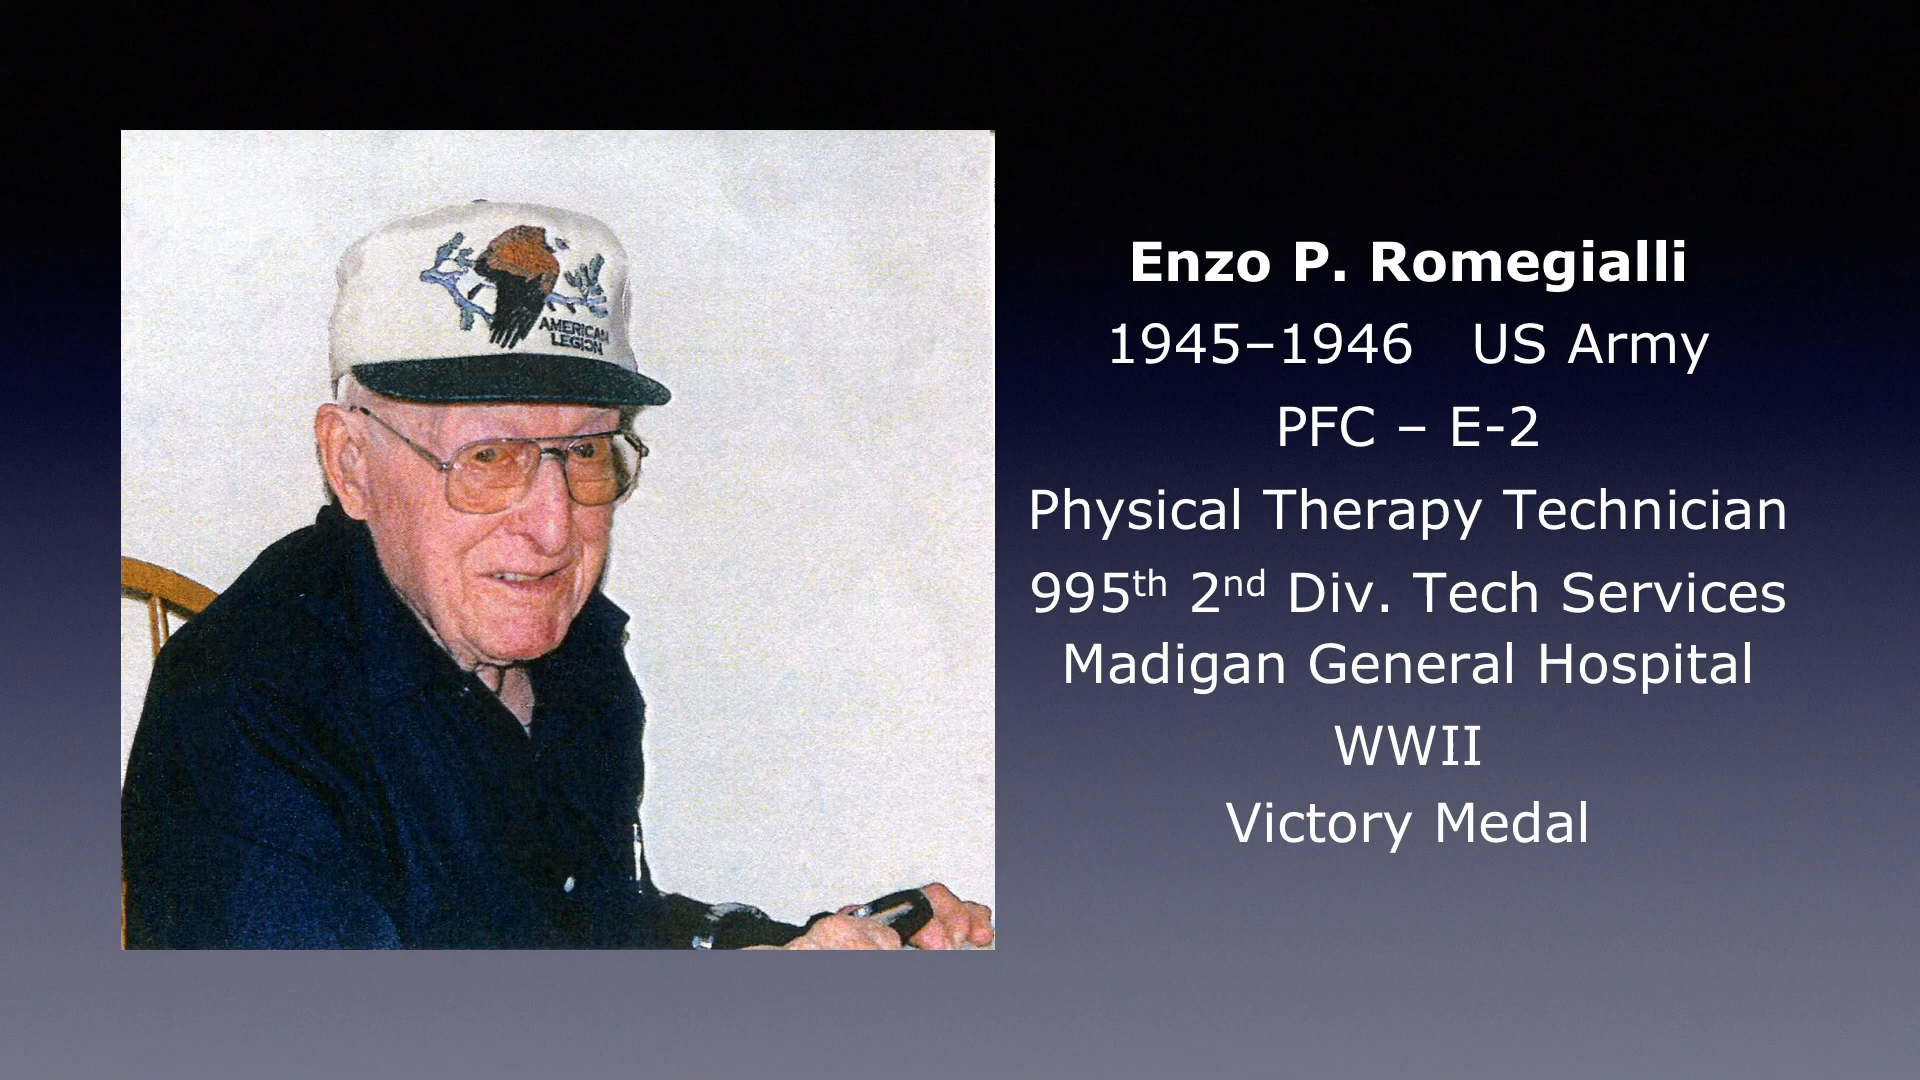 AMERICAN
LEGION
Enzo P. Romegialli
1945–1946 US Army
PFC – E-2
Physical Therapy Technician
995th 2nd Div. Tech Services
Madigan General Hospital
WWII
Victory Medal